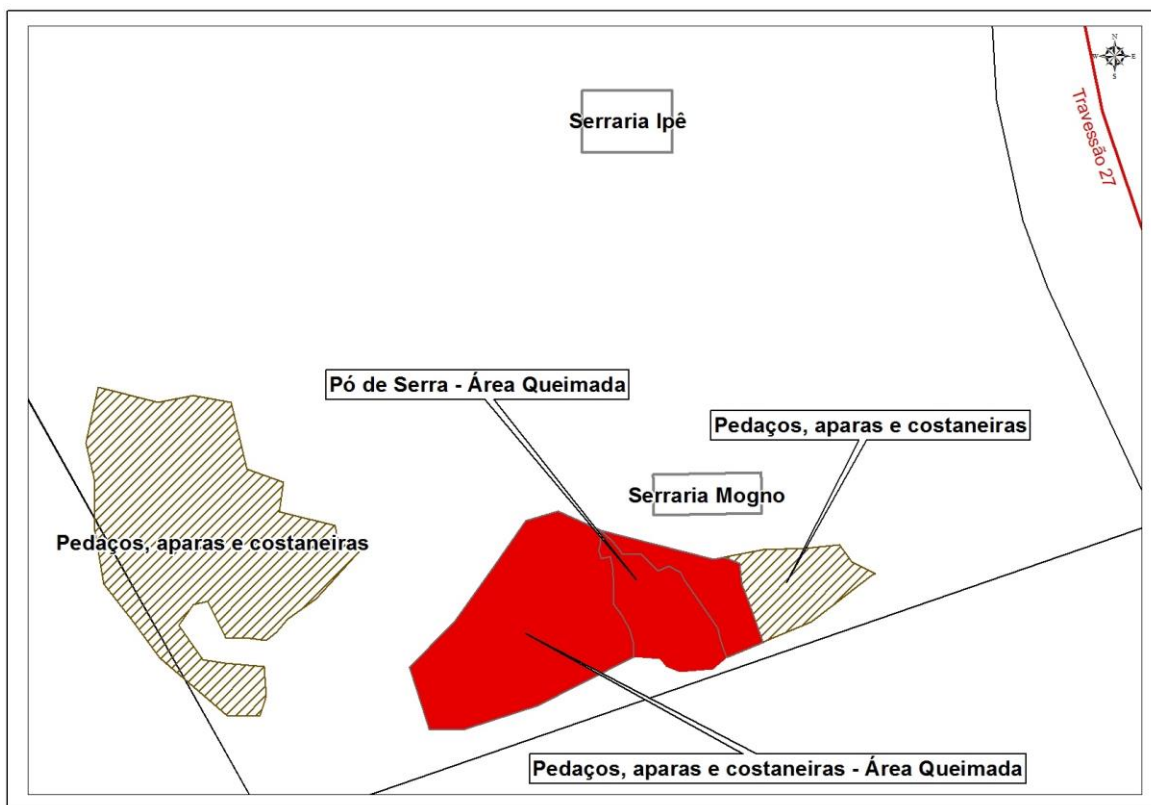 N
W E
S
Travessão 27
Serraria Ipê
Pó de Serra - Área Queimada
Pedaços, aparas e costaneiras
Serraria Mogno
Pedaços, aparas e costaneiras
Pedaços, aparas e costaneiras - Área Queimada